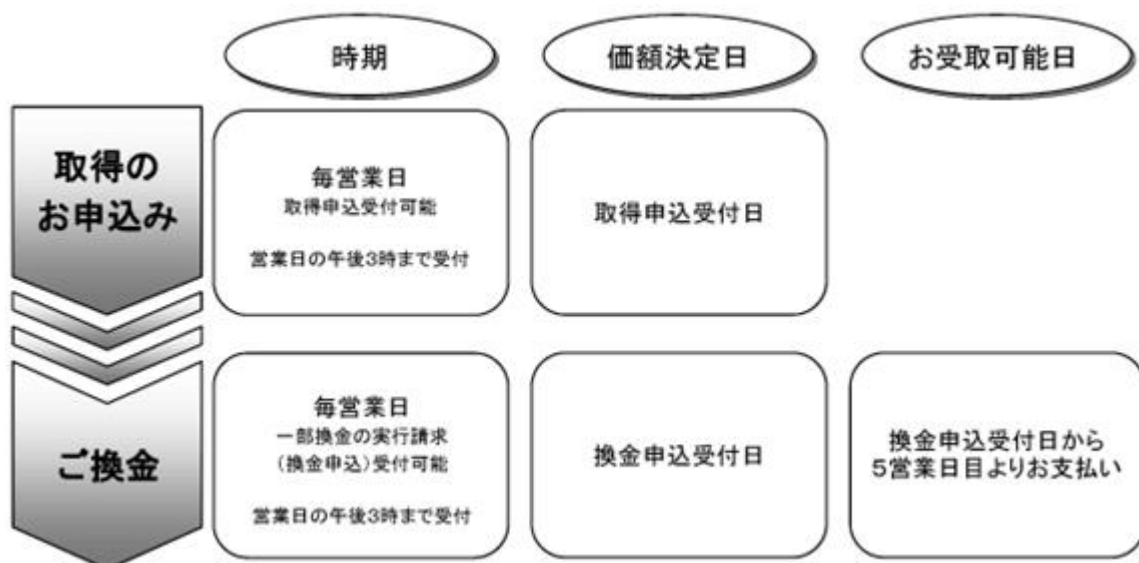 時期
価額決定日
お受取可能日
取得の
お申込み
毎営業日
取得申込受付可能
営業日の午後3時まで受付
取得申込受付日
ご換金
毎営業日
一部換金の実行請求
(換金申込)受付可能
営業日の午後3時まで受付
換金申込受付日
換金申込受付日から
5営業日目よりお支払い